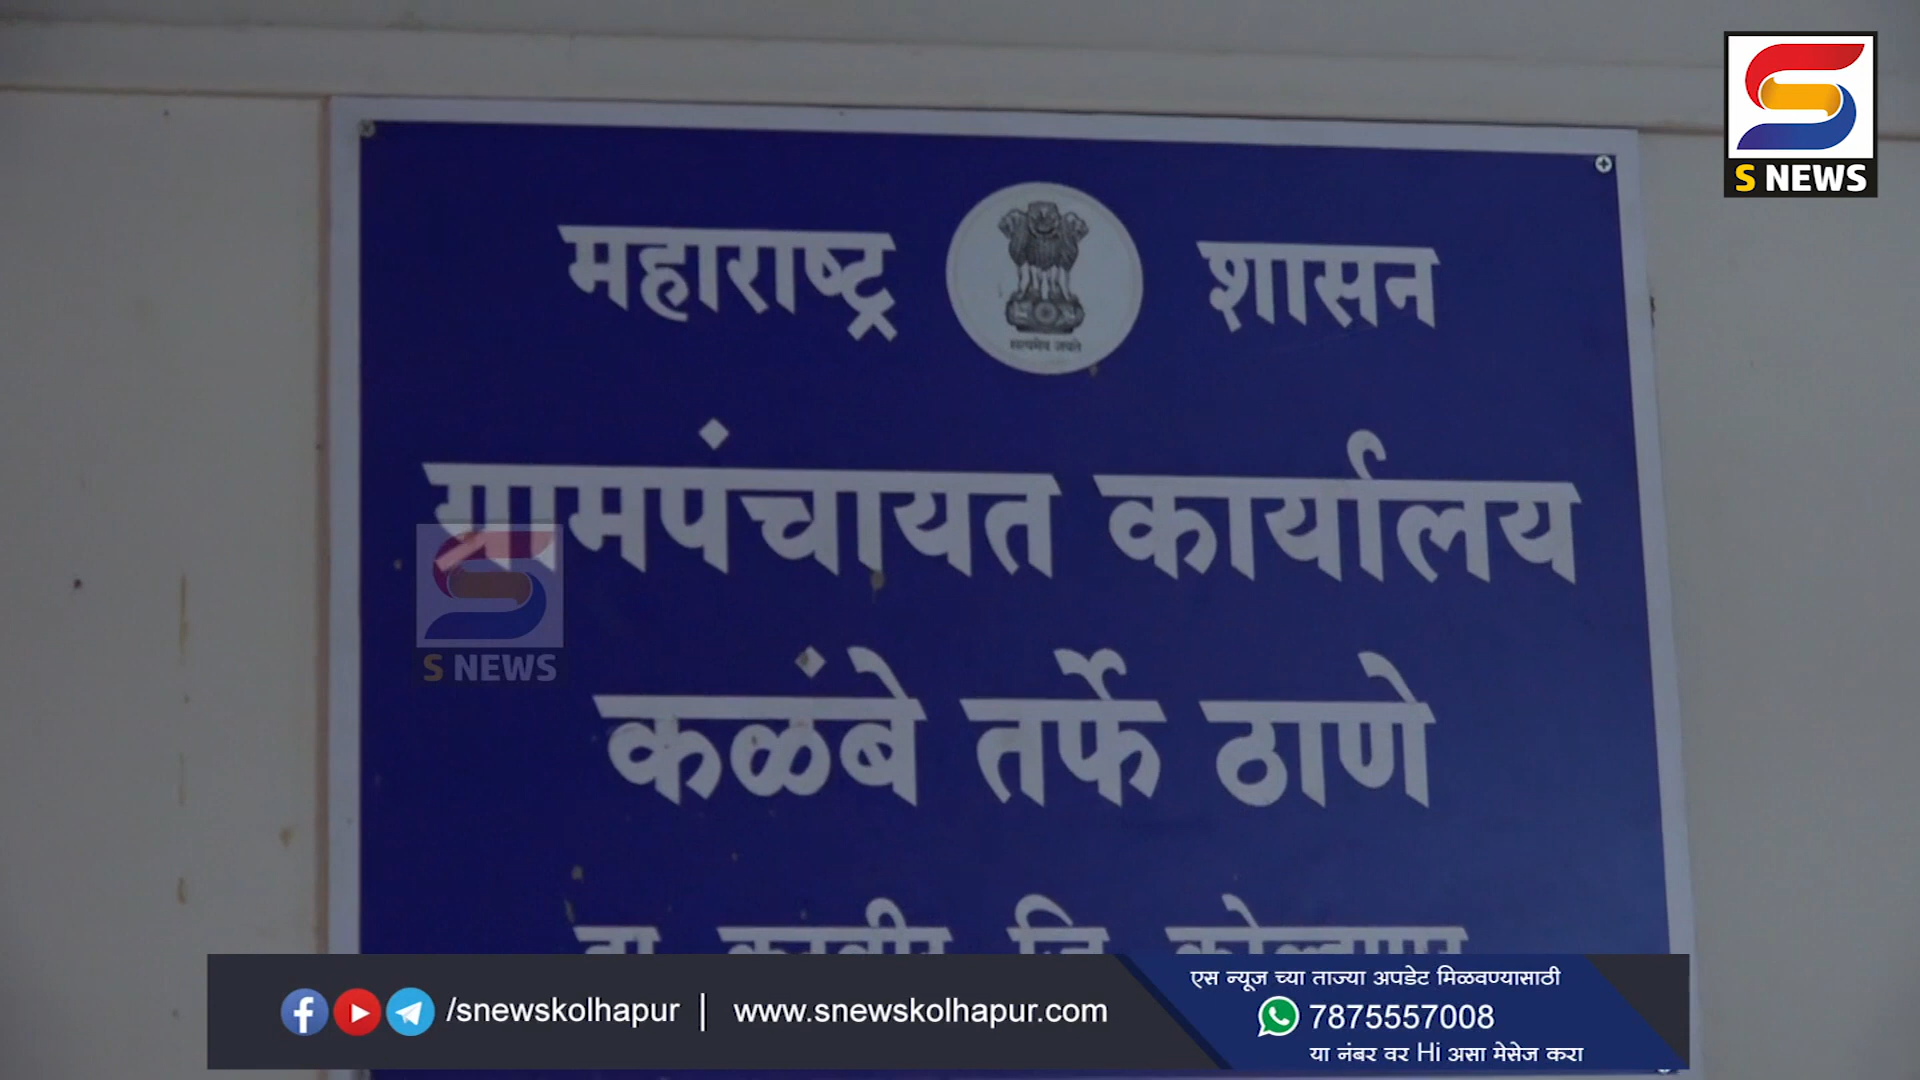 S NEWS
महाराष्ट्र शासन
सत्यमेव जयते
ग्रामपंचायत कार्यालय
S NEWS
कळंबे तर्फे ठाणे
ता. करवीर जि. कोल्हापूर
/snewskolhapur | www.snewskolhapur.com
एस न्यूज च्या ताज्या अपडेट मिळवण्यासाठी
7875557008
या नंबर वर Hi असा मेसेज करा